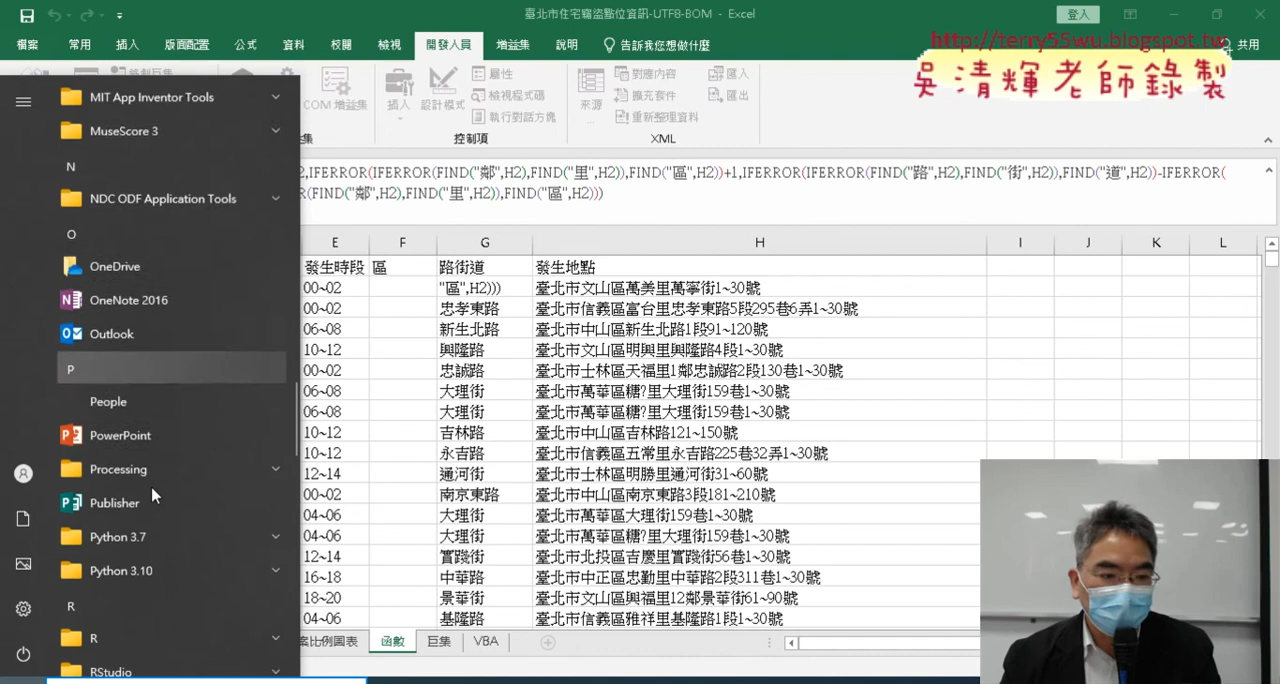 臺北市住宅竊盜點位資訊-UTF8-BOM - Excel
登入
檔案 常用 插入 版面配置 公式 資料 校閱 檢視 開發人員 增益集 說明 告訴我您想做什麼 共用
http://terry55wu.blogspot.tw
吳清輝老師錄製
COM 增益集
插入
設計模式
屬性
檢視程式碼
執行對話方塊
控制項
來源
對應內容
擴充套件
重新整理資料
匯入
匯出
XML
2,IFERROR(IFERROR(FIND("鄰",H2),FIND("里",H2)),FIND("區",H2))+1,IFERROR(IFERROR(FIND("路",H2),FIND("街",H2)),FIND("道",H2))-IFERROR(
R(FIND("鄰",H2),FIND("里",H2)),FIND("區",H2)))
MIT App Inventor Tools
MuseScore 3
N
NDC ODF Application Tools
O
OneDrive
OneNote 2016
Outlook
P
People
PowerPoint
Processing
Publisher
Python 3.7
Python 3.10
R
R
RStudio
E F G H I J K L
發生時段 區 路街道 發生地點
00~02 "區",H2))) 臺北市文山區萬美里萬寧街1~30號
00~02 忠孝東路 臺北市信義區富台里忠孝東路5段295巷6弄1~30號
06~08 新生北路 臺北市中山區新生北路1段91~120號
10~12 興隆路 臺北市文山區明興里興隆路4段1~30號
00~02 忠誠路 臺北市士林區天福里1鄰忠誠路2段130巷1~30號
06~08 大理街 臺北市萬華區糖?里大理街159巷1~30號
06~08 大理街 臺北市萬華區糖?里大理街159巷1~30號
10~12 吉林路 臺北市中山區吉林路121~150號
10~12 永吉路 臺北市信義區五常里永吉路225巷32弄1~30號
12~14 通河街 臺北市士林區明勝里通河街31~60號
00~02 南京東路 臺北市中山區南京東路3段181~210號
04~06 大理街 臺北市萬華區大理街159巷1~30號
04~06 大理街 臺北市萬華區糖?里大理街159巷1~30號
12~14 實踐街 臺北市北投區吉慶里實踐街56巷1~30號
16~18 中華路 臺北市中正區忠勤里中華路2段311巷1~30號
18~20 景華街 臺北市文山區興福里12鄰景華街61~90號
04~06 基隆路 臺北市信義區雅祥里基隆路1段1~30號
案比例圖表 函數 巨集 VBA